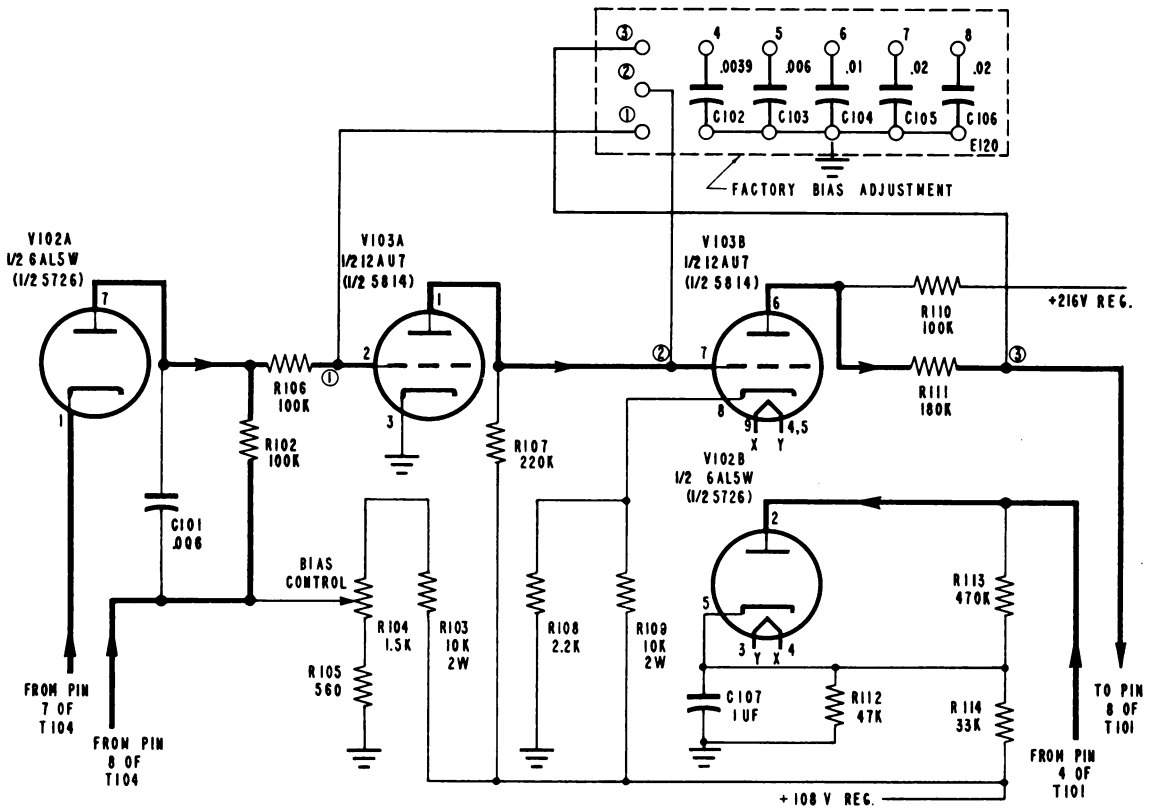 ③
4
5
6
7
8
.0039
.006
.01
.02
.02
②
①
C102
C103
C104
C105
C106
E120
FACTORY BIAS ADJUSTMENT
V102A
1/2 6AL5W
(1/2 5726)
7
1
V103A
1/2 12AU7
(1/2 5814)
1
2
3
V103B
1/2 12AU7
(1/2 5814)
6
7
8
9
4,5
X
Y
R110
100K
+216V REG.
R106
100K
①
②
R111
180K
③
R102
100K
R107
220K
V102B
1/2 6AL5W
(1/2 5726)
2
5
3
Y
X
4
C101
.006
BIAS
CONTROL
R104
1.5K
R103
10K
2W
R105
560
R108
2.2K
R109
10K
2W
R113
470K
C107
1UF
R112
47K
R114
33K
FROM PIN
7 OF
T104
FROM PIN
8 OF
T104
FROM PIN
4 OF
T101
TO PIN
8 OF
T101
+108 V REG.